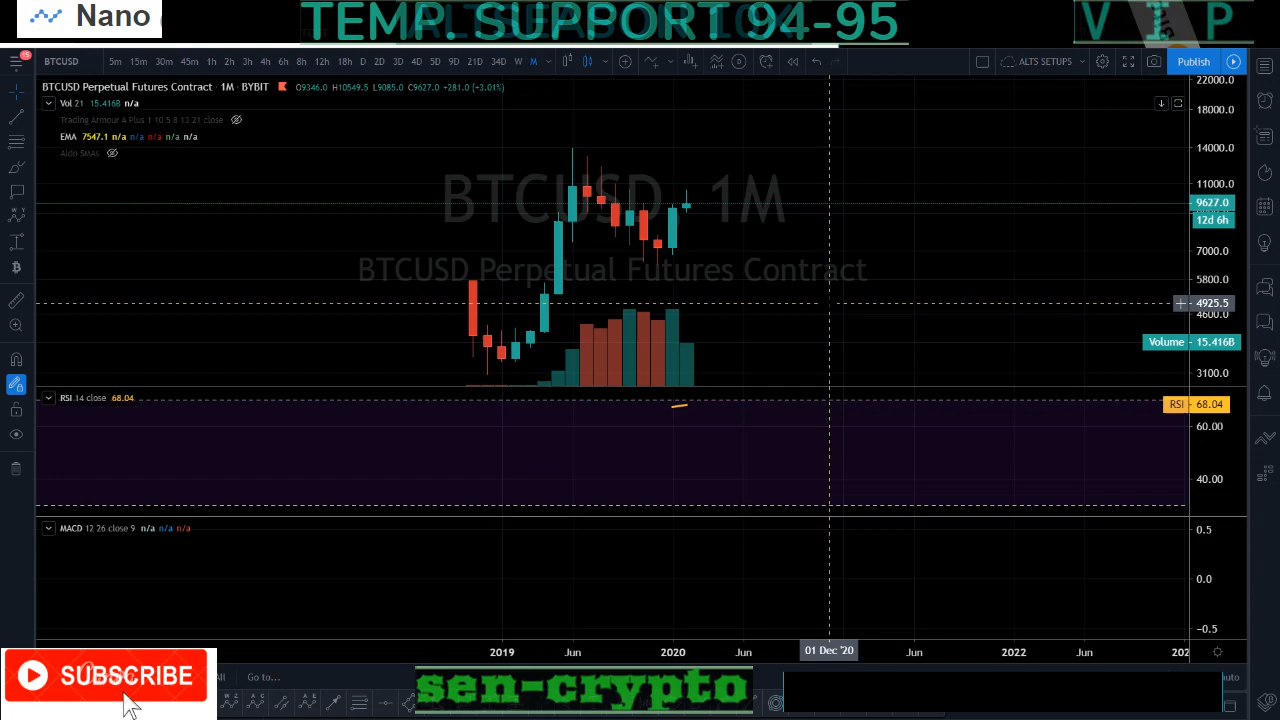 Nano
TEMP. SUPPORT 94-95
V I P
15
BTCUSD 5m 15m 30m 45m 1h 2h 3h 4h 6h 8h 12h 18h D 2D 3D 4D 5D 9D 21D 34D W M ALTS SETUPS Publish
BTCUSD Perpetual Futures Contract · 1M · BYBIT O9346.0 H10549.5 L9085.0 C9627.0 +281.0 (+3.01%)
Vol 21 15.416B n/a
Trading Armour A Plus 1 10 5 8 13 21 close
EMA 7547.1 n/a n/a n/a n/a n/a
Aldo SMAs
BTCUSD, 1M
BTCUSD Perpetual Futures Contract
22000.0
18000.0
14000.0
11000.0
9627.0
12d 6h
7000.0
5800.0
4925.5
4600.0
Volume 15.416B
3100.0
RSI 14 close 68.04
RSI 68.04
60.00
40.00
MACD 12 26 close 9 n/a n/a n/a
0.5
0.0
−0.5
2019 Jun 2020 Jun 01 Dec '20 Jun 2022 Jun
SUBSCRIBE
All Go to...
auto
sen-crypto